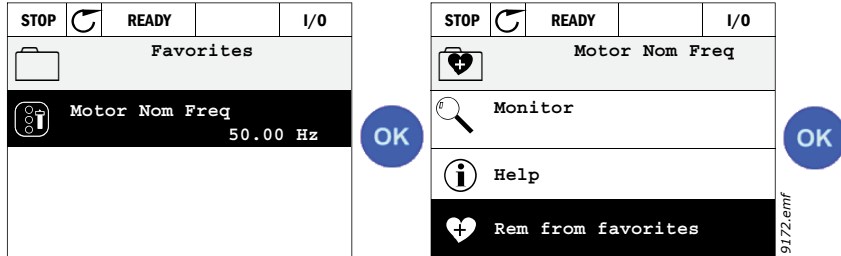 STOP READY I/O
Favorites
Motor Nom Freq
50.00 Hz
OK
STOP READY I/O
Motor Nom Freq
Monitor
Help
Rem from favorites
OK
9172.emf